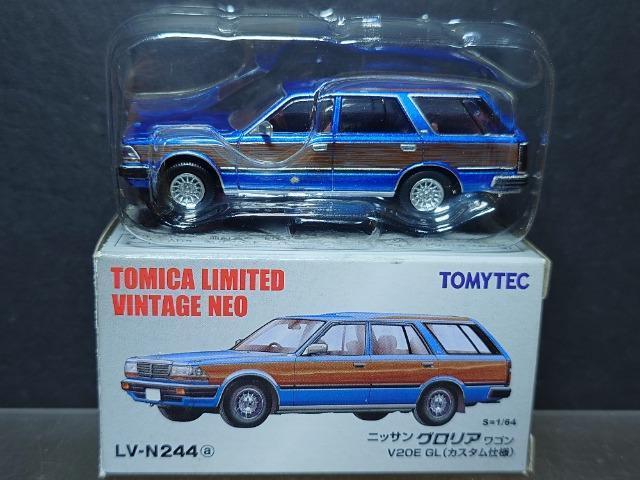 TOMICA LIMITED
VINTAGE NEO
TOMYTEC
S=1/64
LV-N244 ⓐ
ニッサン グロリア ワゴン
V20E GL(カスタム仕様)